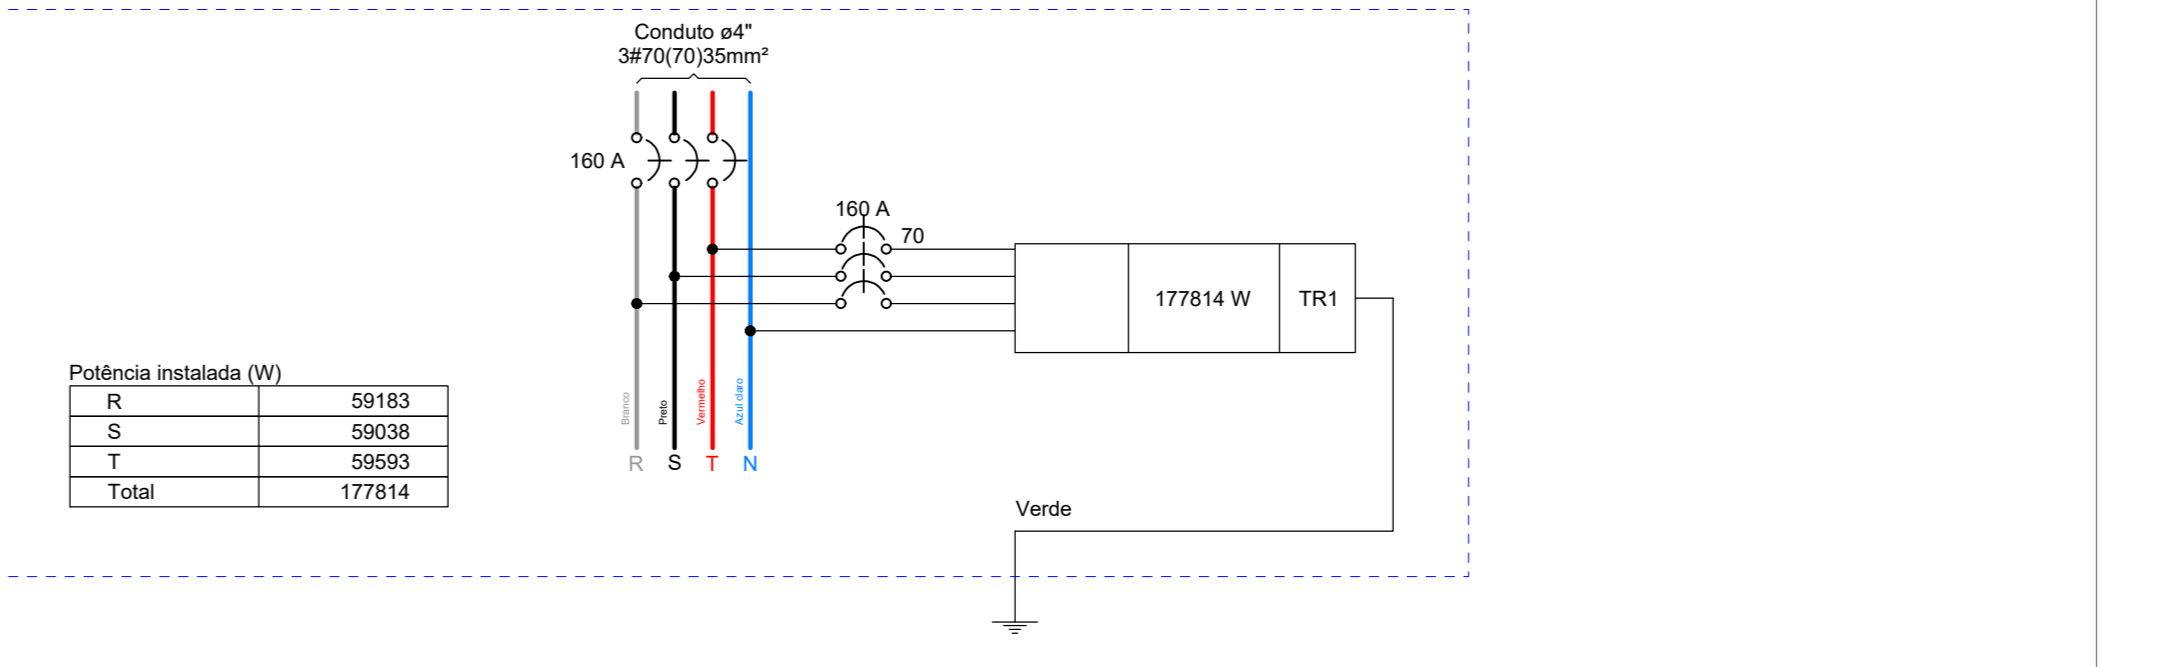 Conduto ø4"
3#70(70)35mm²
160 A
160 A
70
177814 W
TR1
Potência instalada (W)
R 59183
S 59038
T 59593
Total 177814
Branco
Preto
Vermelho
Azul claro
R S T N
Verde